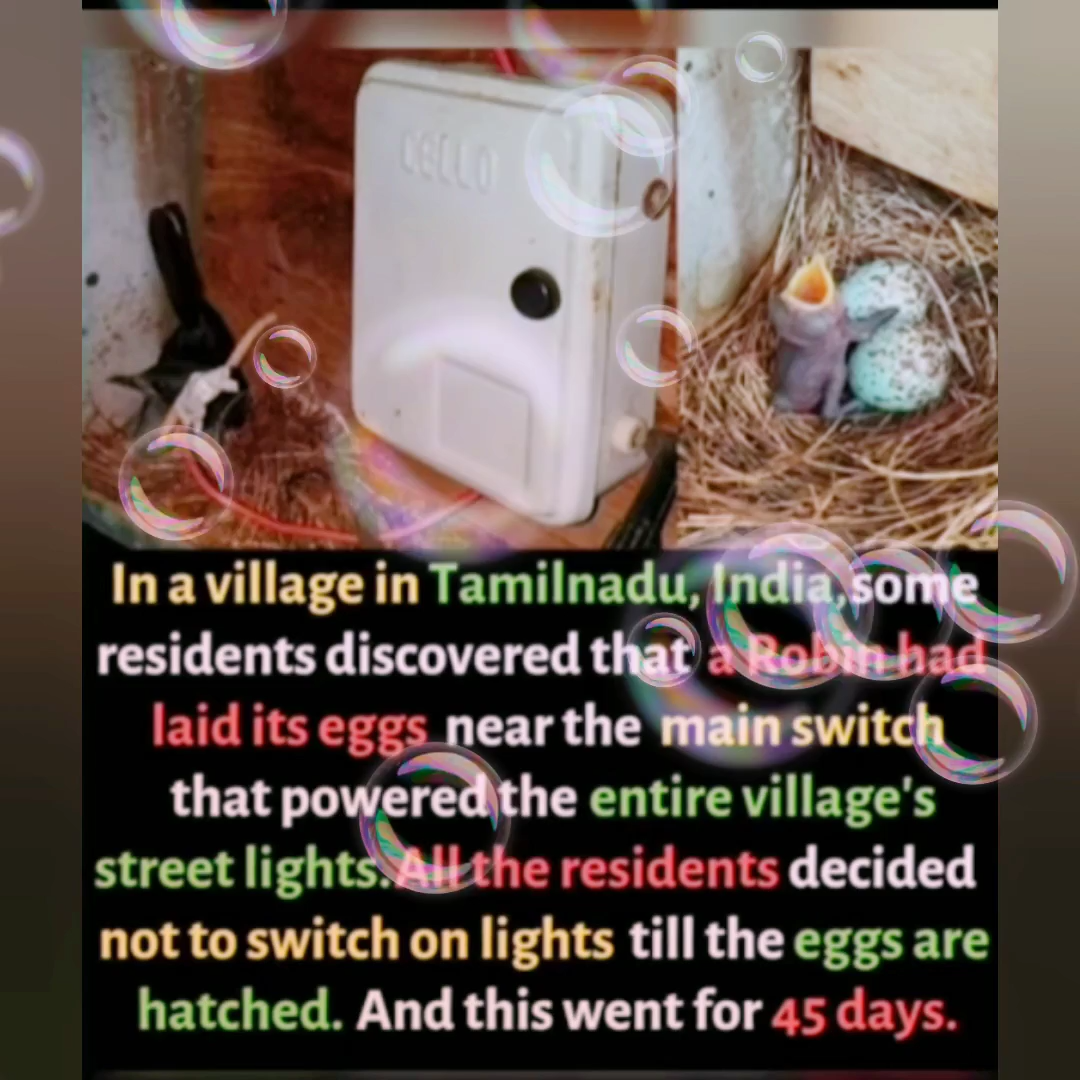 CELLO
In a village in Tamilnadu, India,some
residents discovered that a Robin had
laid its eggs near the main switch
that powered the entire village's
street lights.All the residents decided
not to switch on lights till the eggs are
hatched. And this went for 45 days.